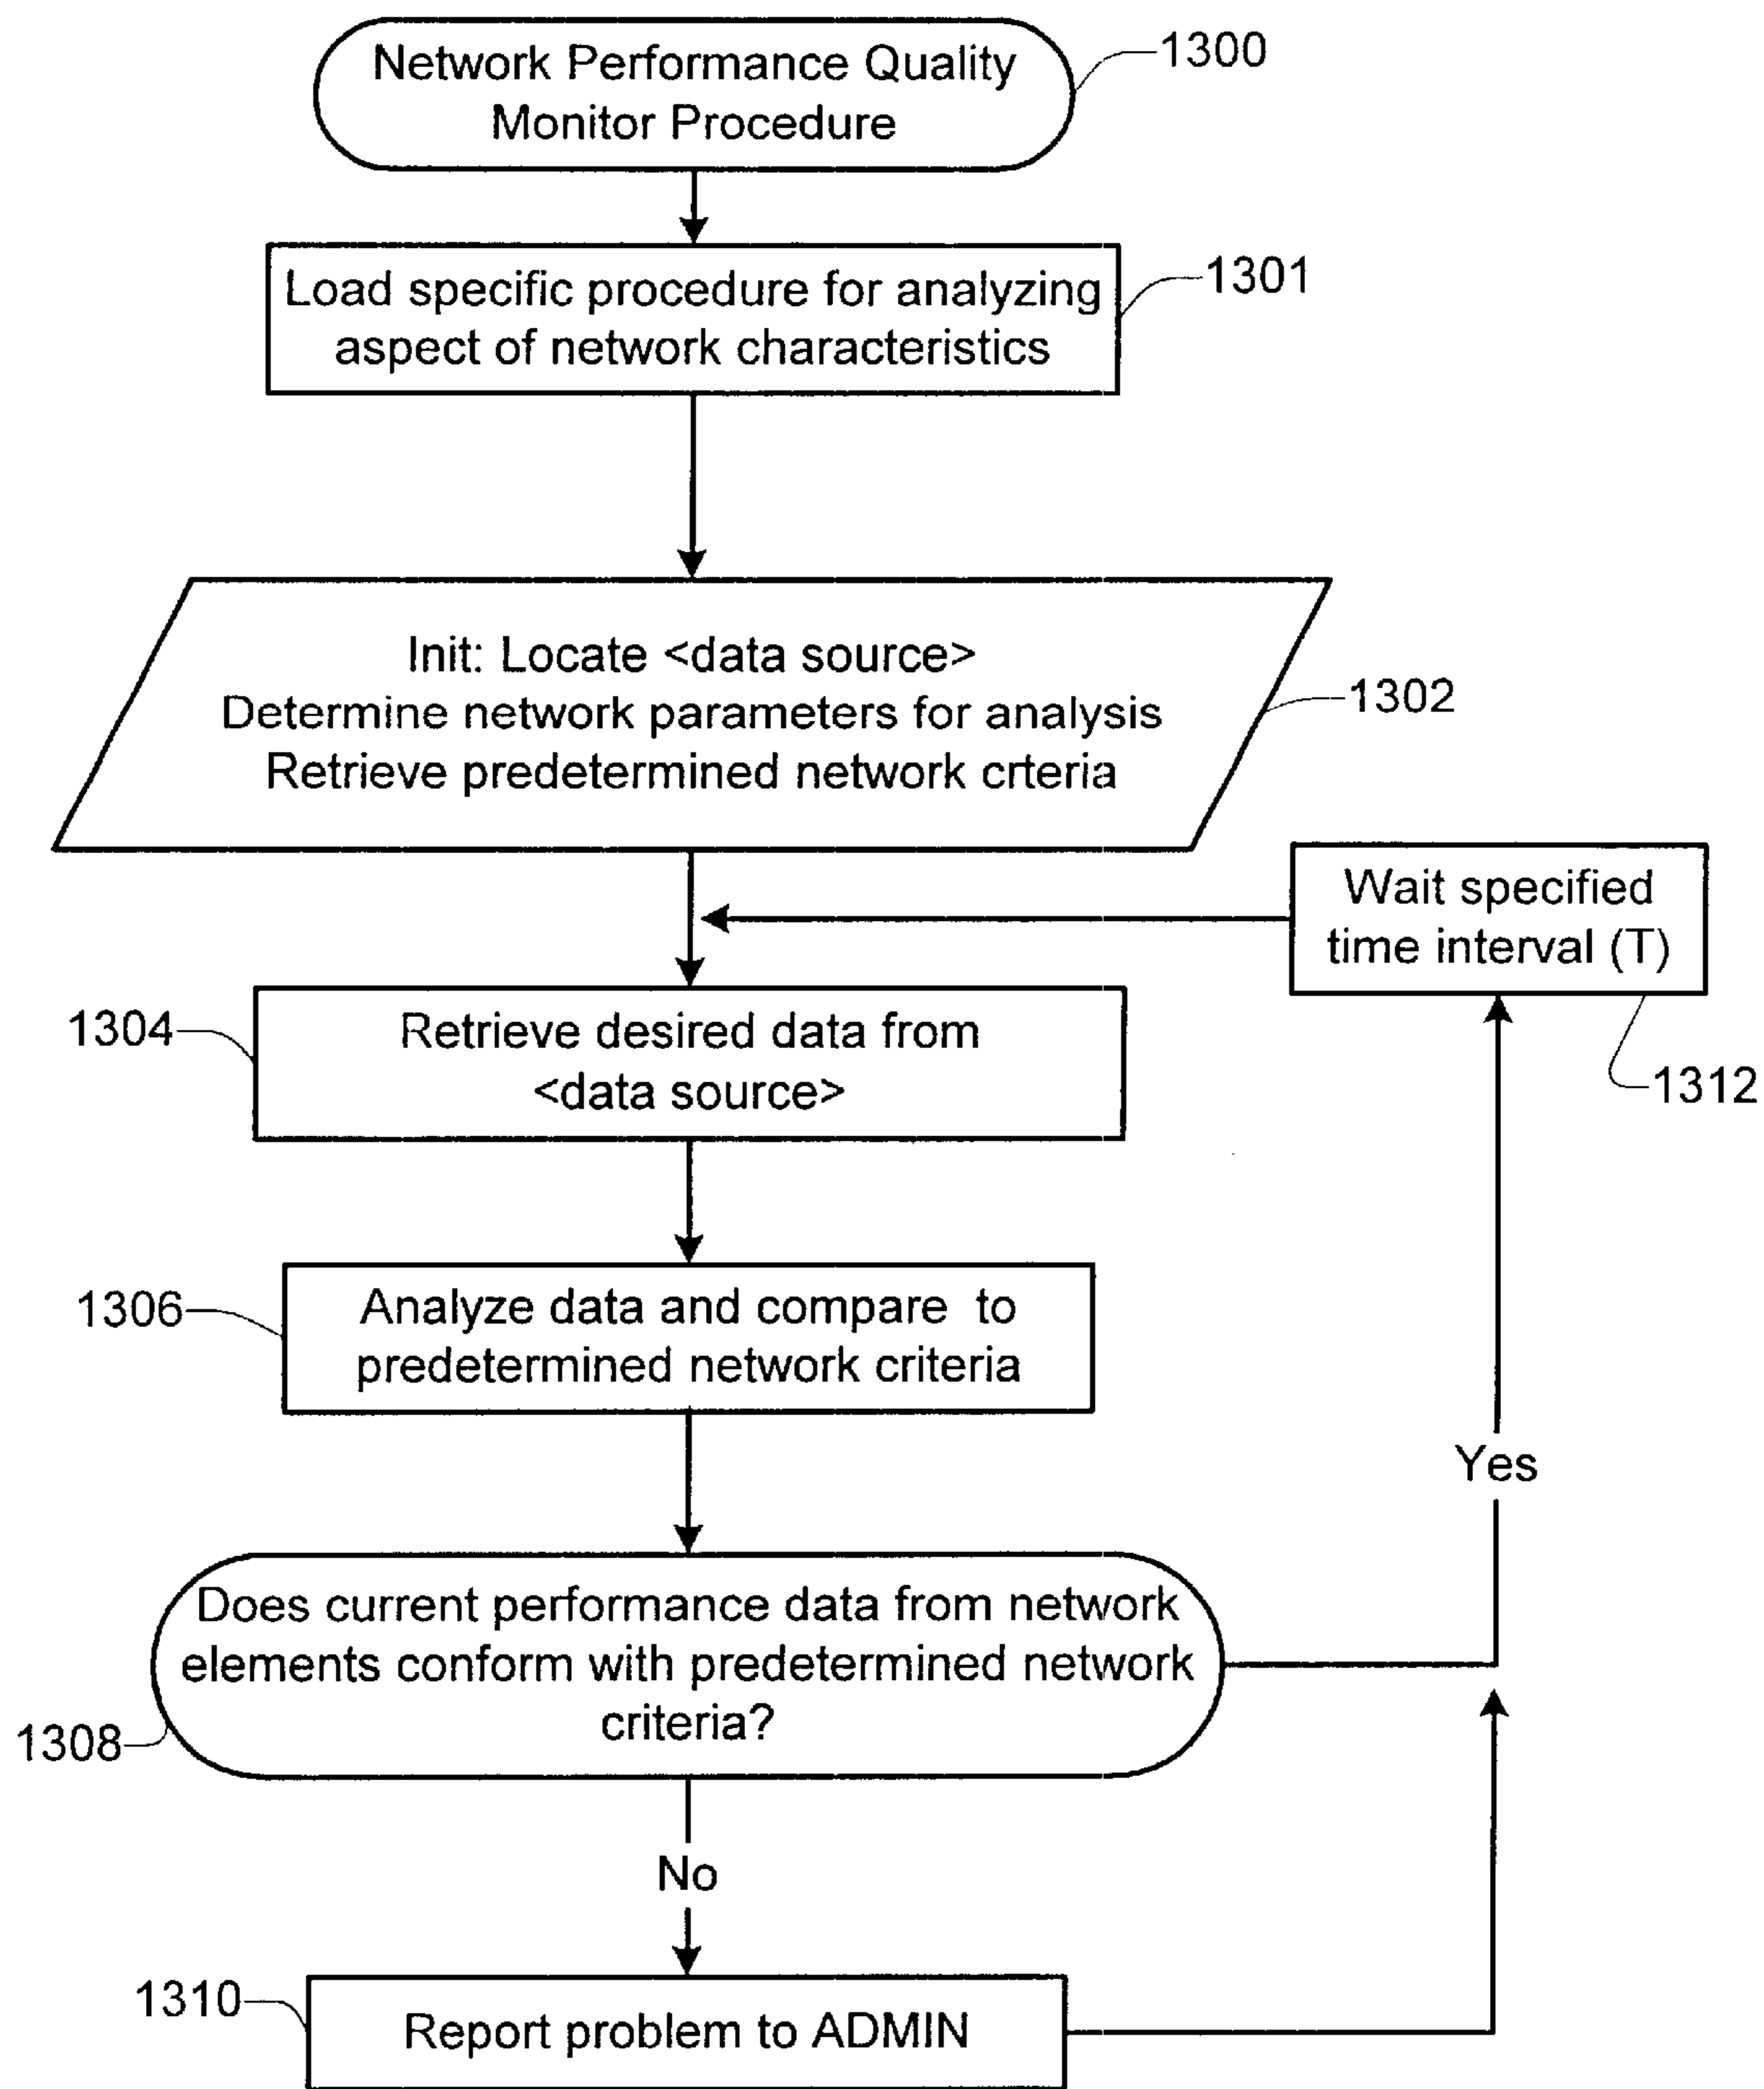 Network Performance Quality
Monitor Procedure
1300
Load specific procedure for analyzing
aspect of network characteristics
1301
Init: Locate <data source>
Determine network parameters for analysis
Retrieve predetermined network crteria
1302
Wait specified
time interval (T)
1312
1304
Retrieve desired data from
<data source>
1306
Analyze data and compare to
predetermined network criteria
Yes
Does current performance data from network
elements conform with predetermined network
criteria?
1308
No
1310
Report problem to ADMIN